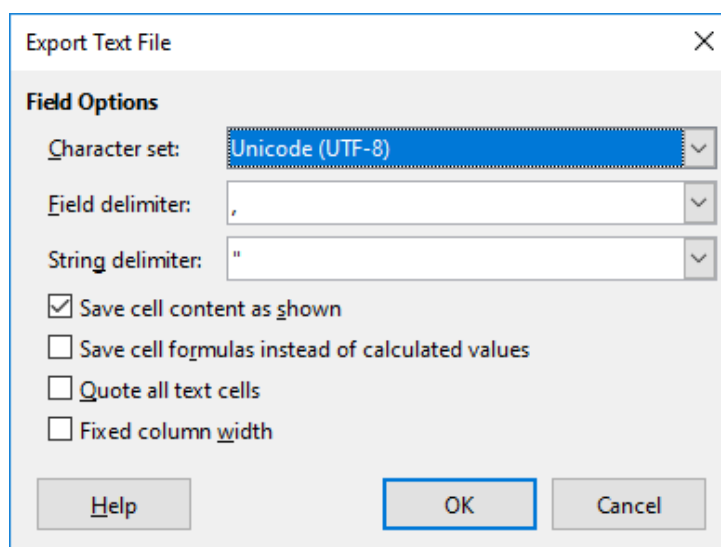 Export Text File
Field Options
Character set: Unicode (UTF-8)
Field delimiter: ,
String delimiter: "
Save cell content as shown
Save cell formulas instead of calculated values
Quote all text cells
Fixed column width
Help OK Cancel